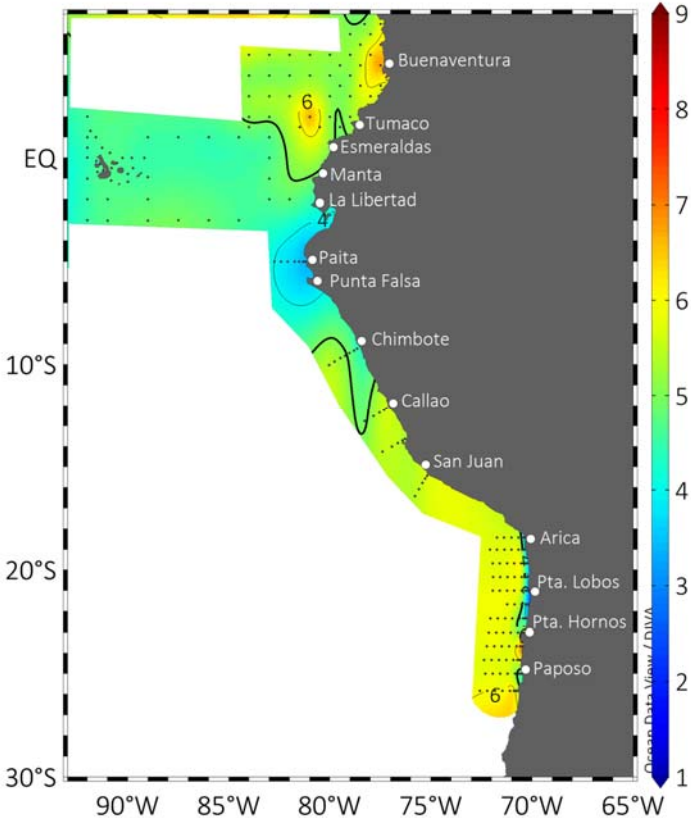 9
8
7
6
5
4
3
2
1
Buenaventura
6
Tumaco
EQ
Esmeraldas
Manta
La Libertad
4
Paita
Punta Falsa
Chimbote
10°S
Callao
San Juan
Arica
20°S
Pta. Lobos
Pta. Hornos
Paposo
6
Ocean Data View / DIVA
30°S
90°W 85°W 80°W 75°W 70°W 65°W